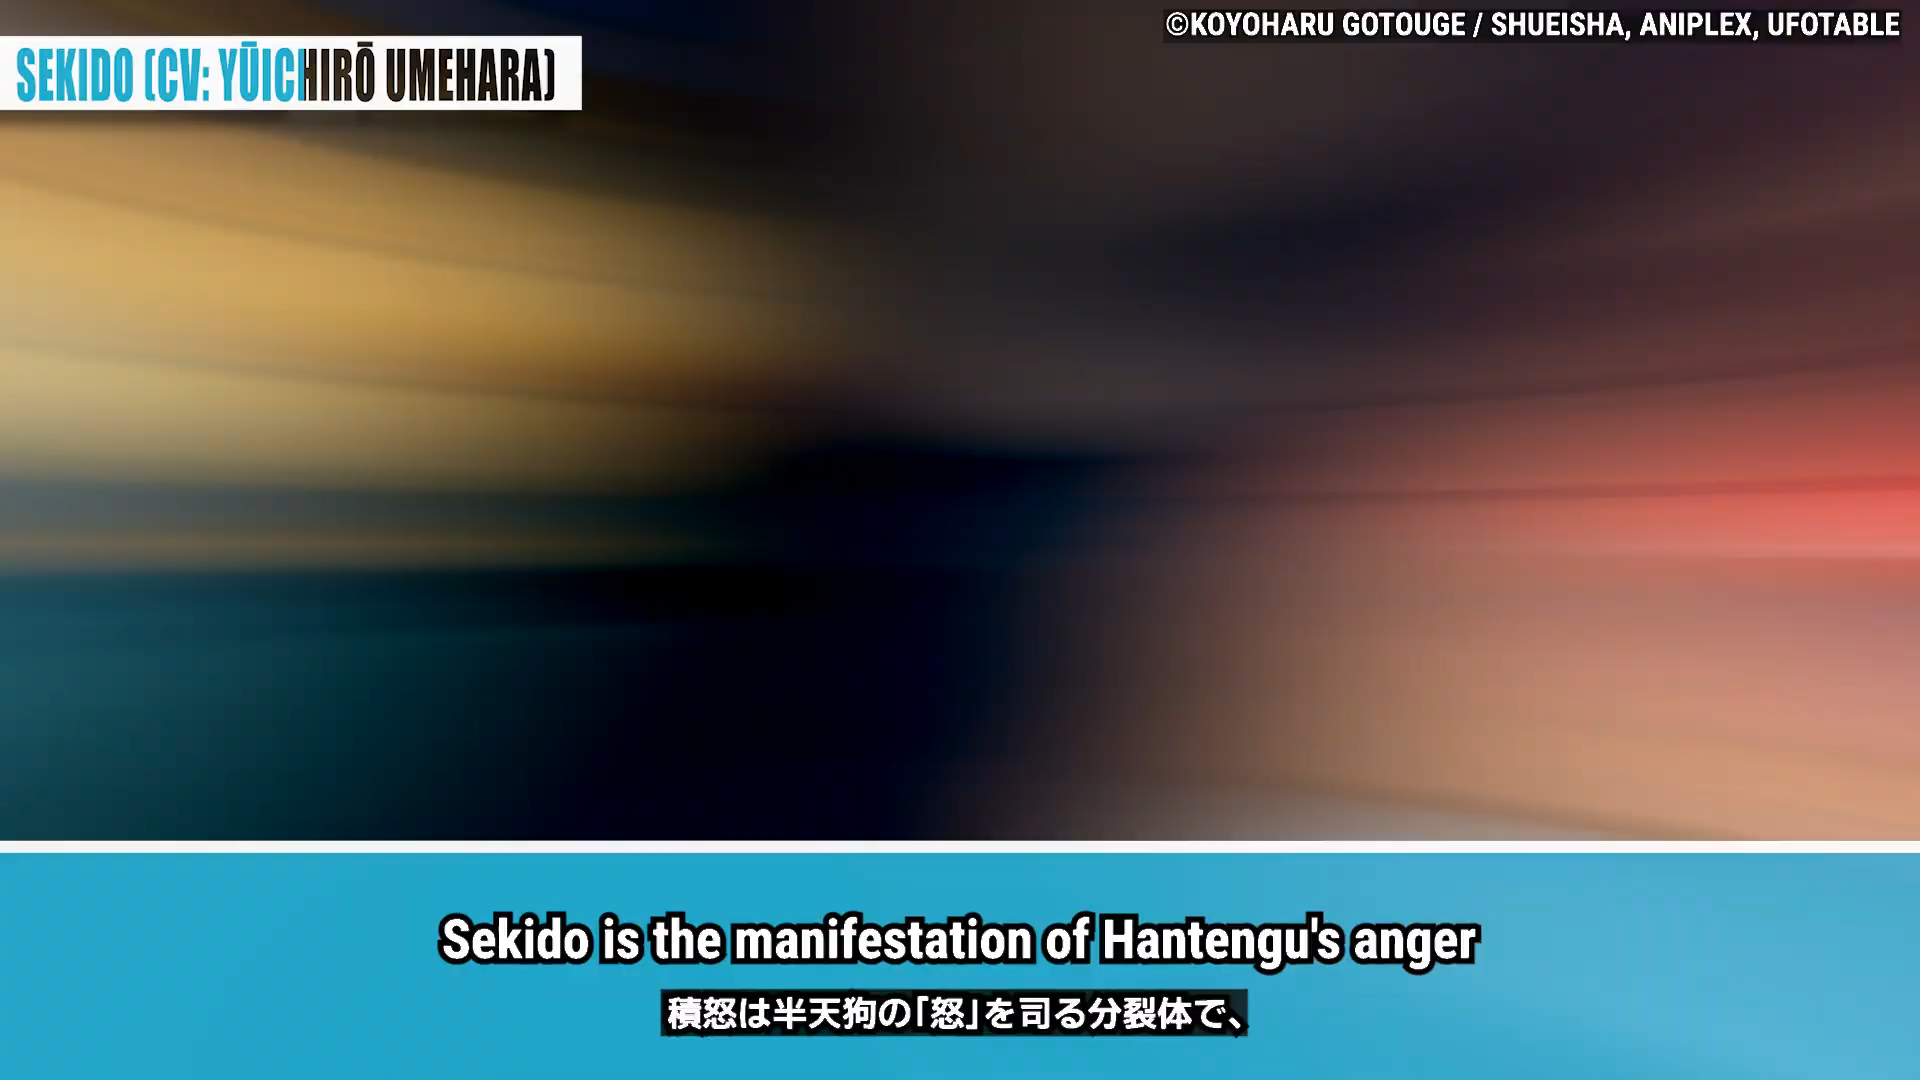 ©KOYOHARU GOTOUGE / SHUEISHA, ANIPLEX, UFOTABLE
SEKIDO (CV: YŪICHIRŌ UMEHARA)
Sekido is the manifestation of Hantengu's anger
積怒は半天狗の「怒」を司る分裂体で、